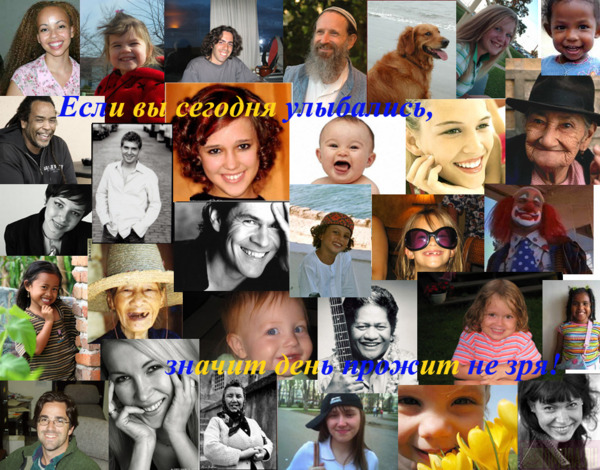 Если вы сегодня улыбались,
значит день прожит не зря!